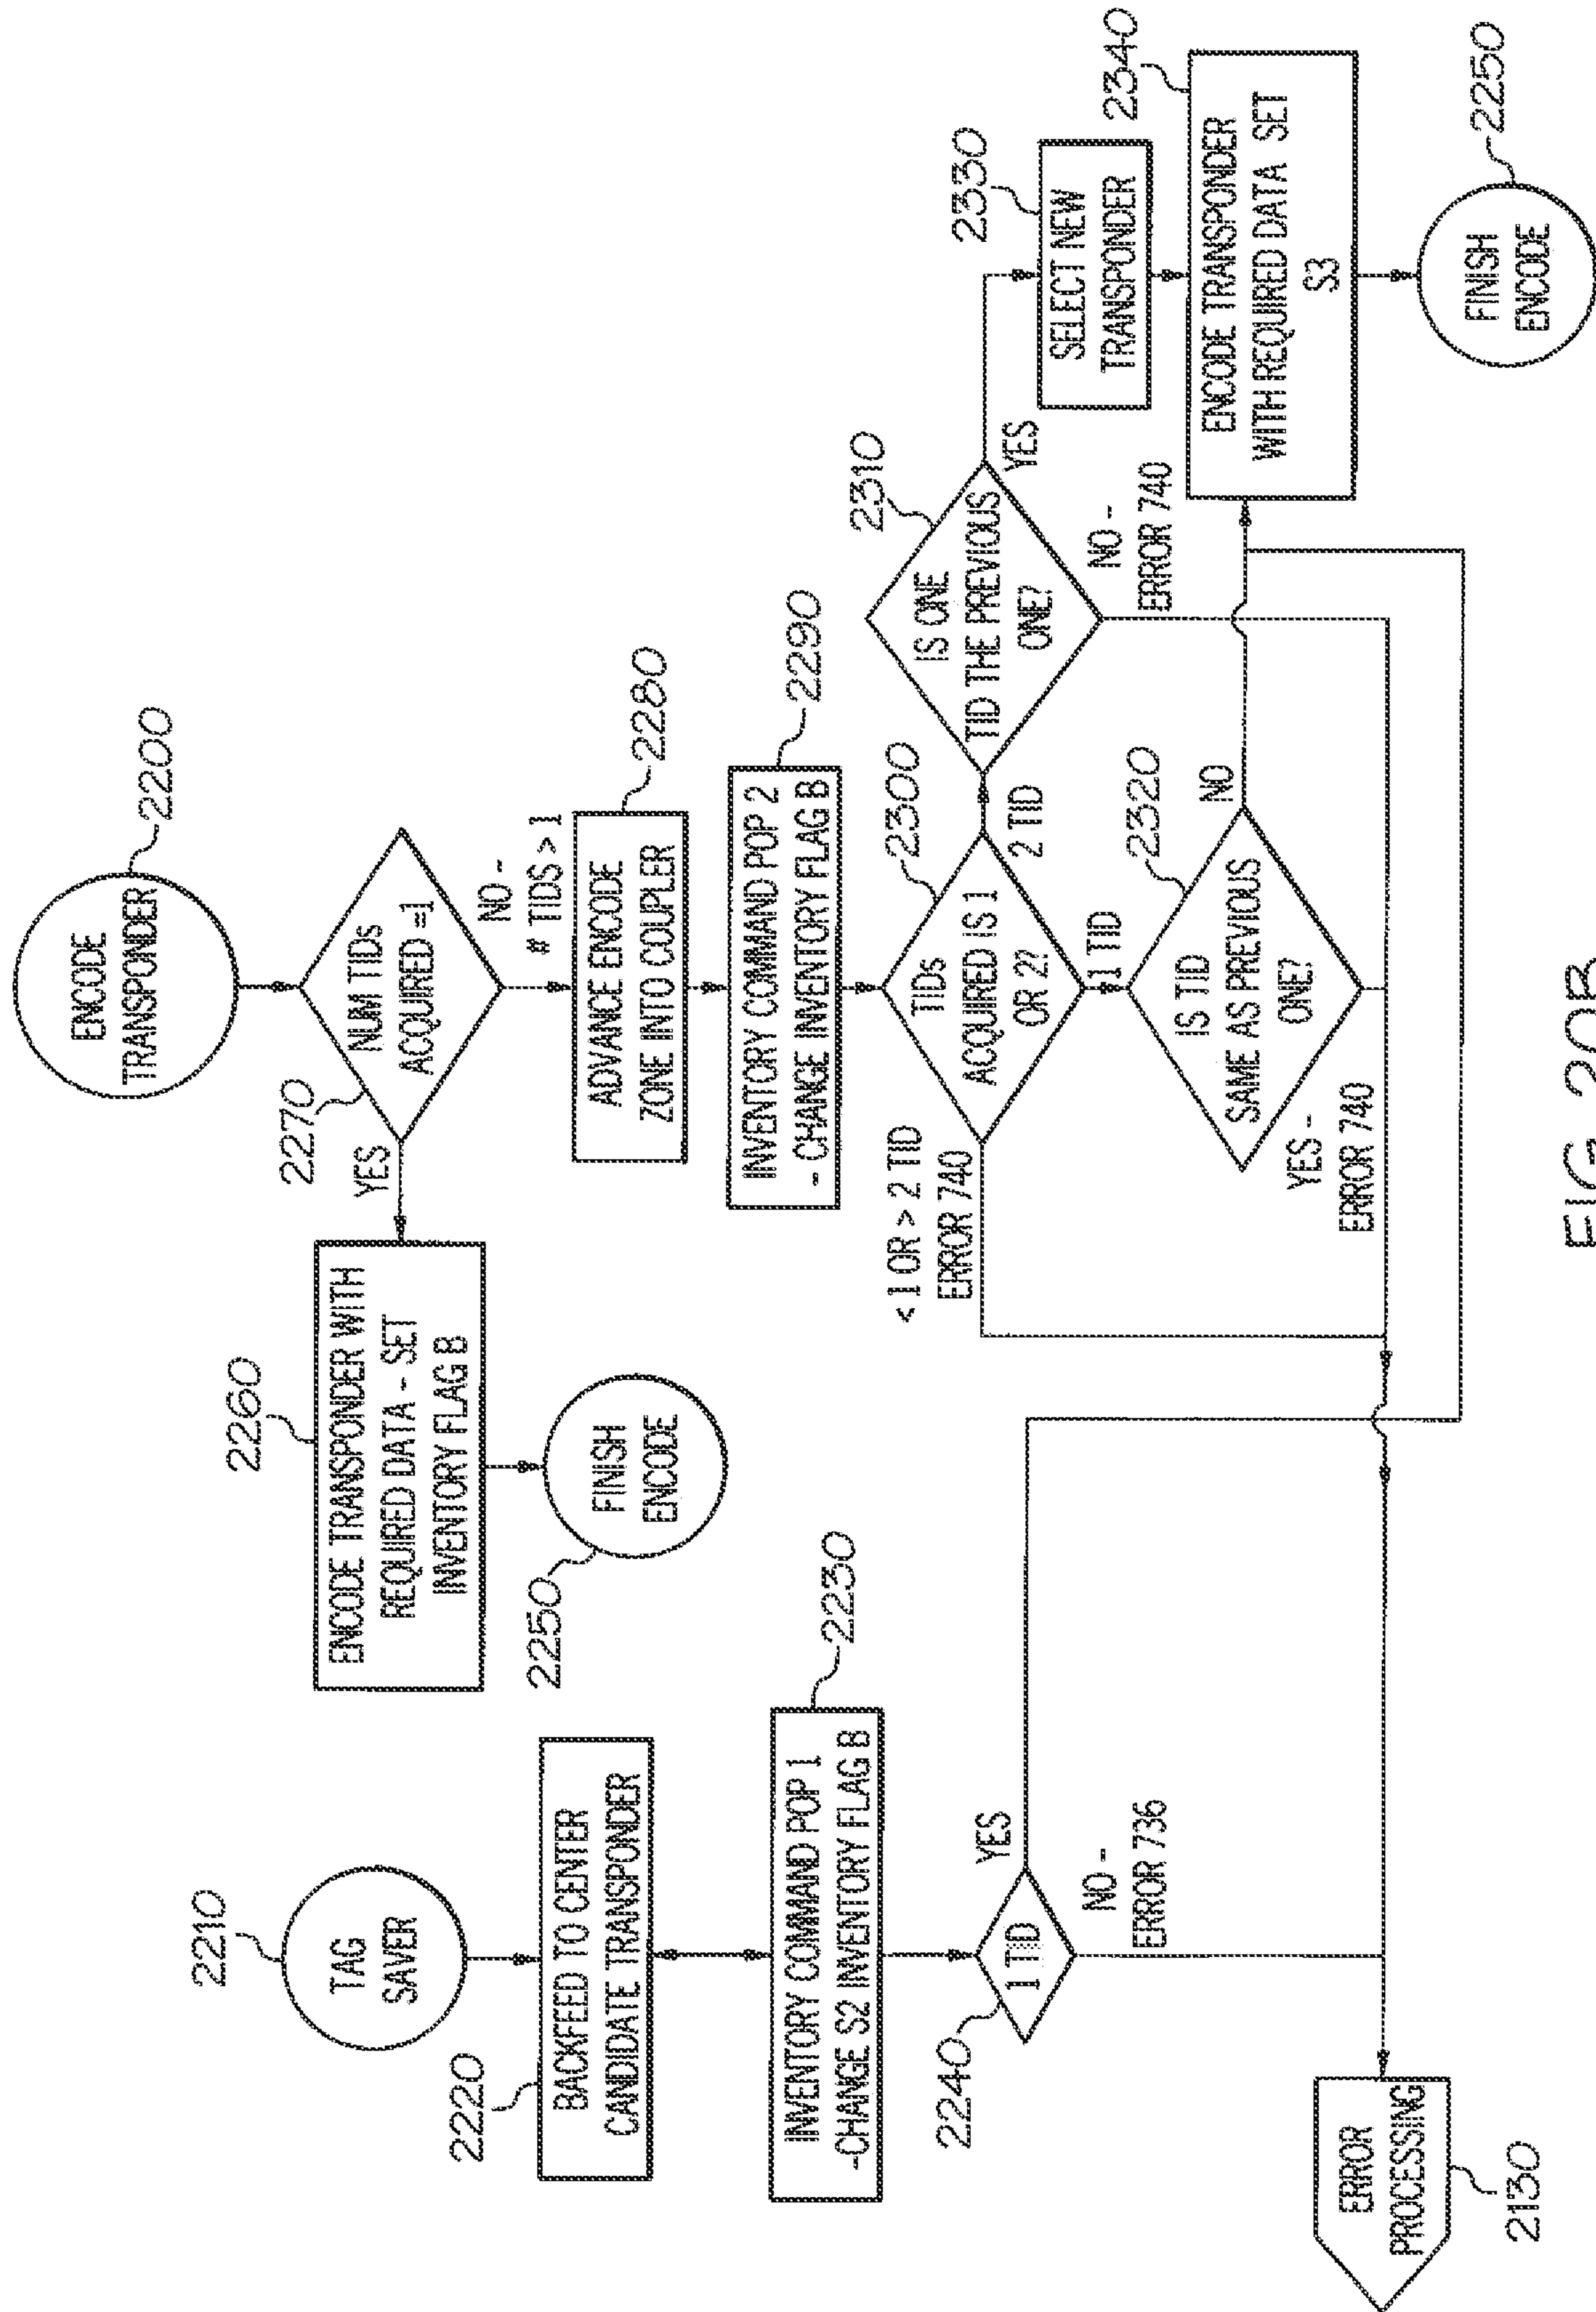 2210
TAG
SAVER
2220
BACKFEED TO CENTER
CANDIDATE TRANSPONDER
INVENTORY COMMAND POP 1
-CHANGE S2 INVENTORY FLAG B
2230
2240
1 TID
YES
NO -
ERROR 736
ERROR
PROCESSING
2130
ENCODE
TRANSPONDER
2200
2270
NUM TIDs
ACQUIRED =1
YES
NO -
# TIDS > 1
2260
ENCODE TRANSPONDER WITH
REQUIRED DATA - SET
INVENTORY FLAG B
FINISH
ENCODE
2250
ADVANCE ENCODE
ZONE INTO COUPLER
2280
INVENTORY COMMAND POP 2
- CHANGE INVENTORY FLAG B
2290
TIDs
ACQUIRED IS 1
OR 2?
2300
< 1 OR > 2 TID
ERROR 740
2 TID
1 TID
IS TID
SAME AS PREVIOUS
ONE?
2320
NO
YES -
ERROR 740
IS ONE
TID THE PREVIOUS
ONE?
2310
YES
NO -
ERROR 740
SELECT NEW
TRANSPONDER
2330
ENCODE TRANSPONDER
WITH REQUIRED DATA SET
S3
2340
FINISH
ENCODE
2250
FIG. 20B